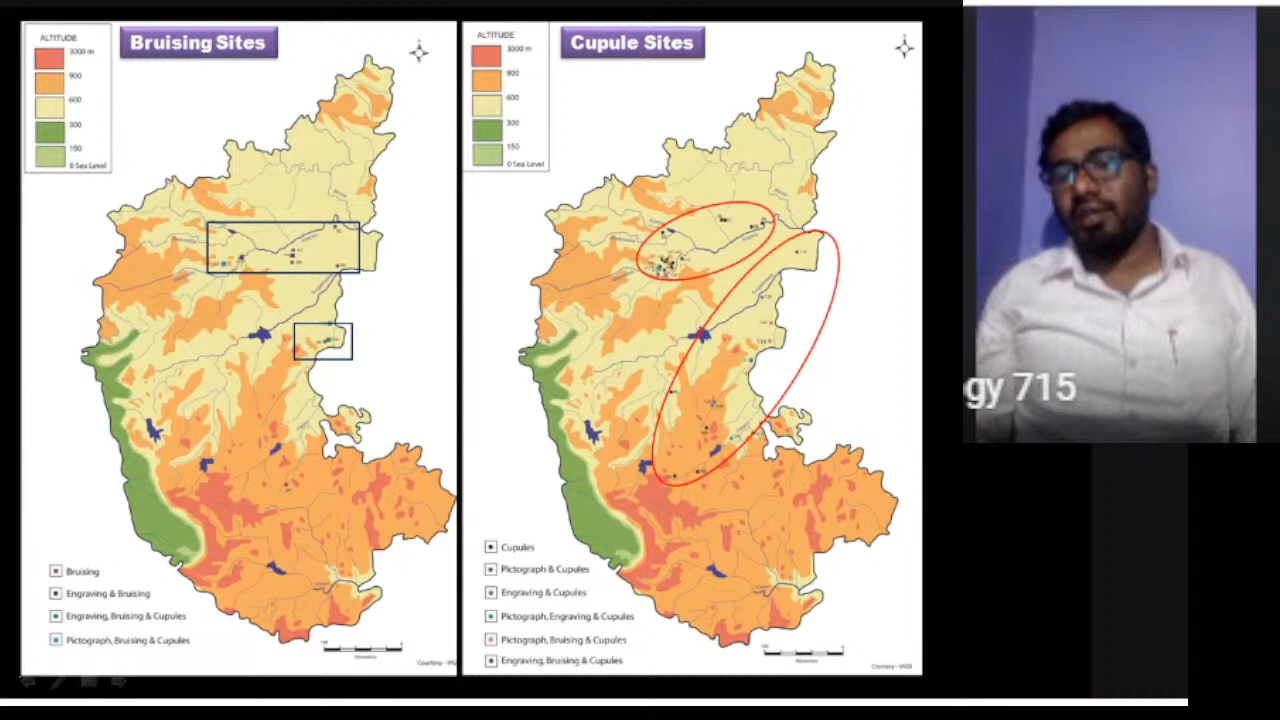 Bruising Sites
ALTITUDE
3000 m
900
600
300
150
0 Sea Level
Bruising
Engraving & Bruising
Engraving, Bruising & Cupules
Pictograph, Bruising & Cupules
Kilometres
Cupule Sites
ALTITUDE
3000 m
900
600
300
150
0 Sea Level
Cupules
Pictograph & Cupules
Engraving & Cupules
Pictograph, Engraving & Cupules
Pictograph, Bruising & Cupules
Engraving, Bruising & Cupules
Kilometres
gy 715